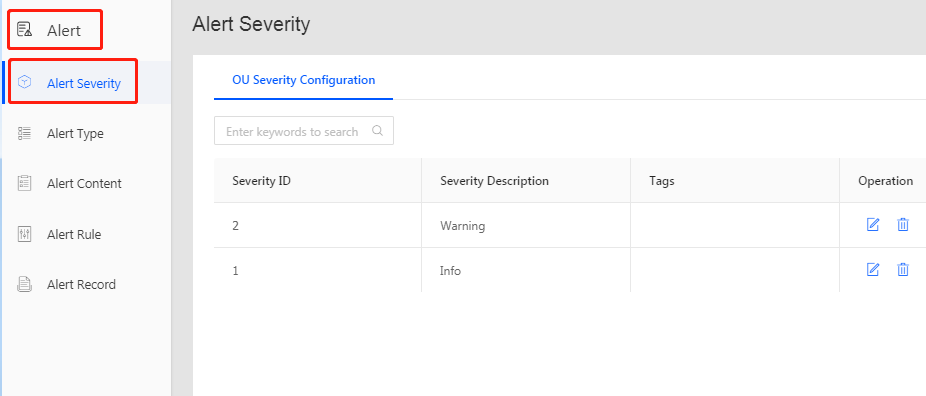 Alert
Alert Severity
Alert Type
Alert Content
Alert Rule
Alert Record
Alert Severity
OU Severity Configuration
Enter keywords to search
Severity ID Severity Description Tags Operation
2 Warning
1 Info